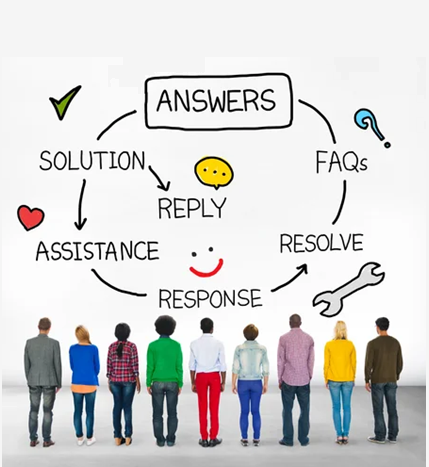 ANSWERS
SOLUTION
FAQs
REPLY
ASSISTANCE
RESOLVE
RESPONSE